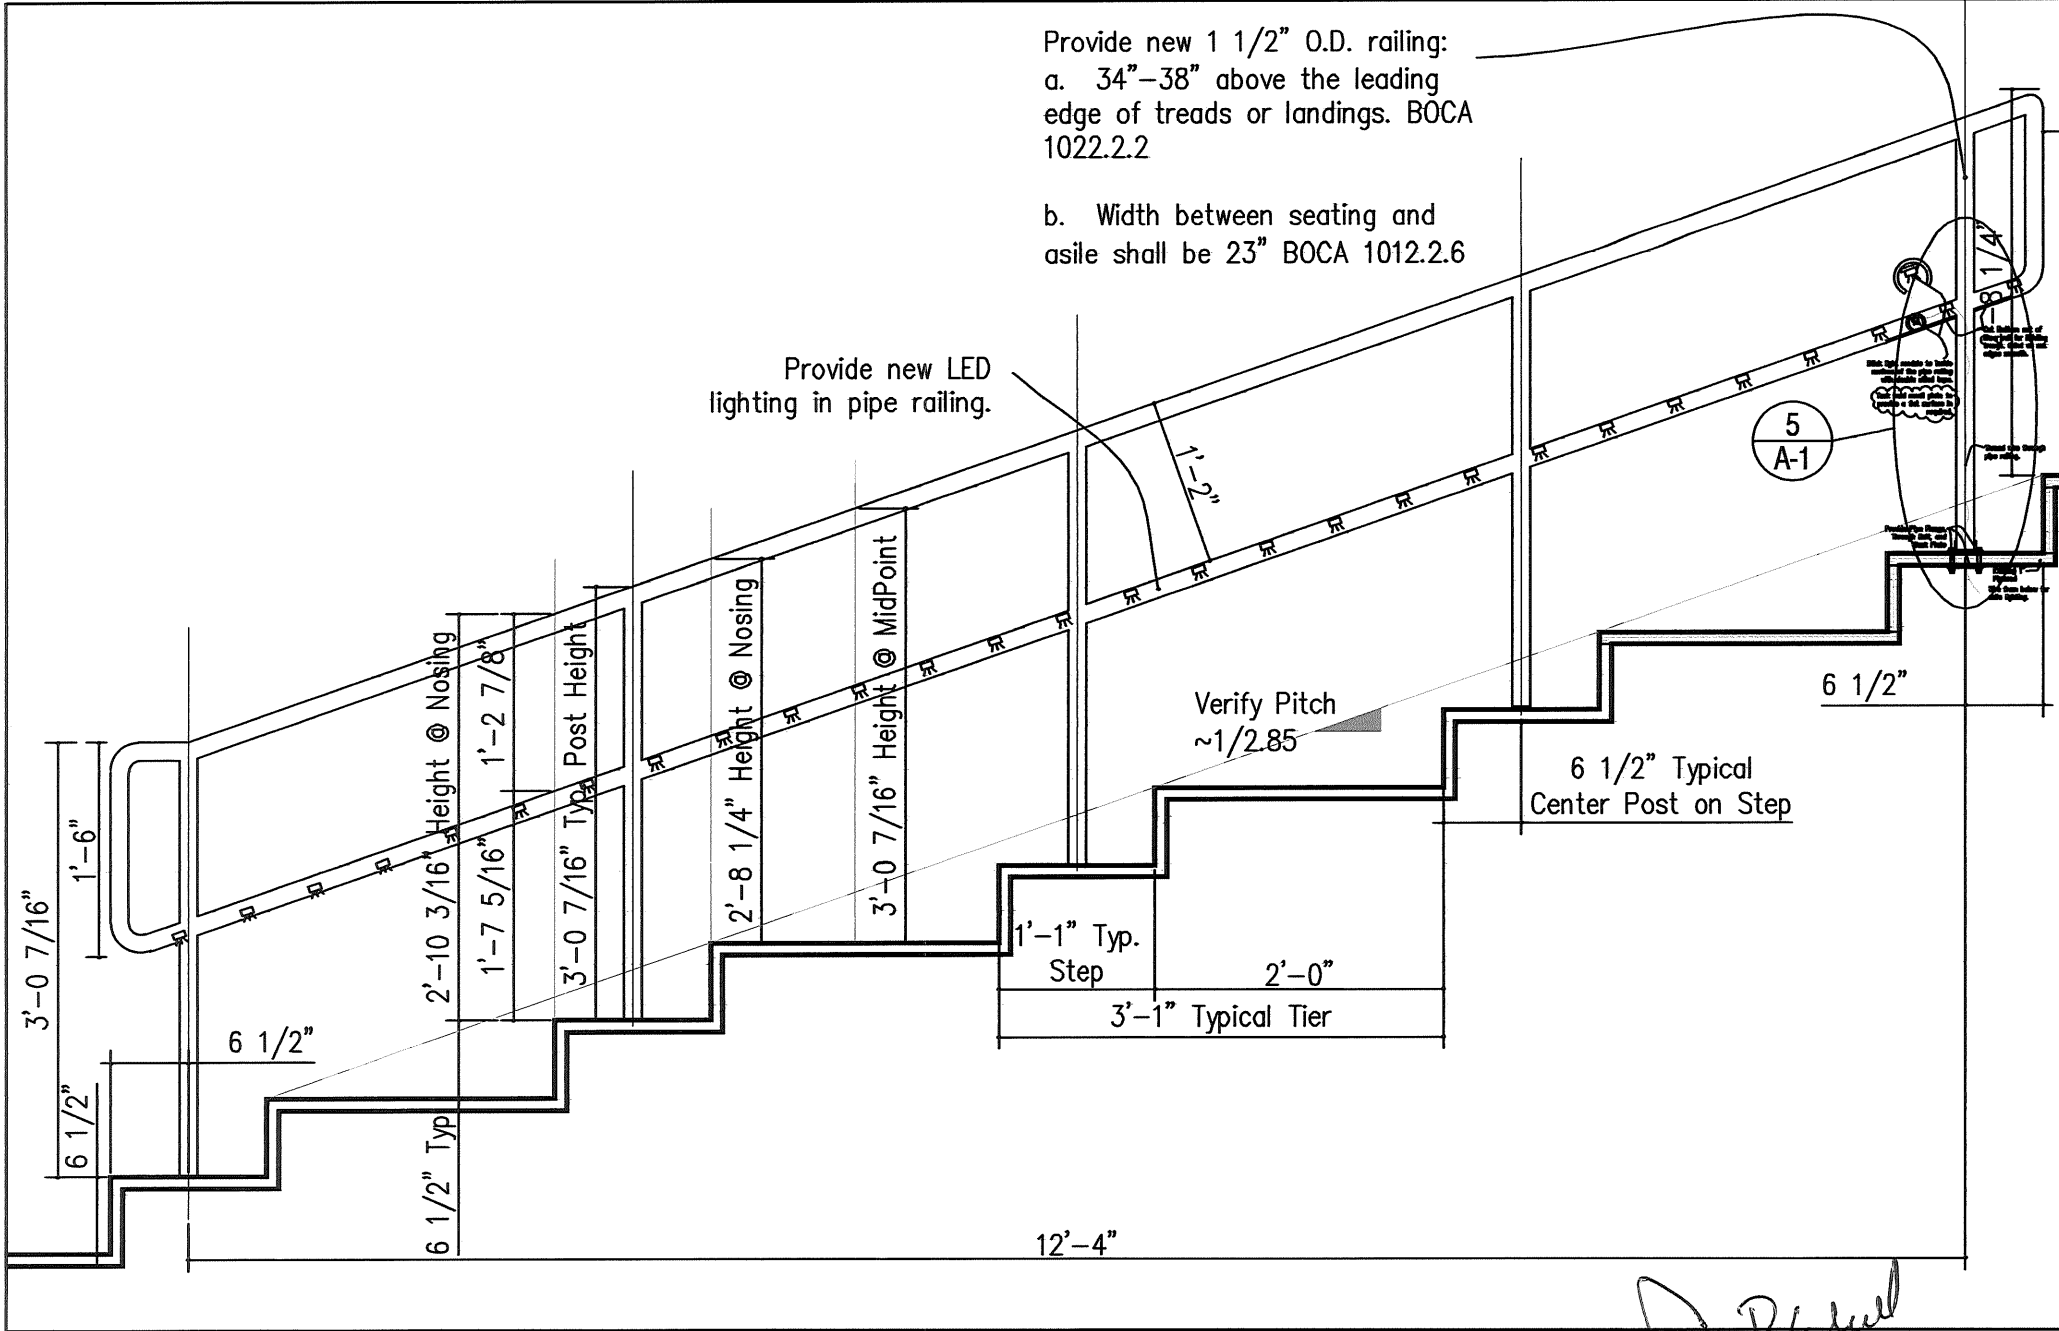 Provide new 1 1/2" O.D. railing:
a. 34"-38" above the leading
edge of treads or landings. BOCA
1022.2.2
b. Width between seating and
asile shall be 23" BOCA 1012.2.6
Provide new LED
lighting in pipe railing.
1'-2"
5
A-1
2'-10 3/16" Height @ Nosing
1'-2 7/8"
1'-7 5/16"
3'-0 7/16" Typ. Post Height
2'-8 1/4" Height @ Nosing
3'-0 7/16" Height @ MidPoint
Verify Pitch
~1/2.85
6 1/2"
6 1/2" Typical
Center Post on Step
1'-6"
3'-0 7/16"
6 1/2"
6 1/2"
6 1/2" Typ
1'-1" Typ.
Step
2'-0"
3'-1" Typical Tier
12'-4"